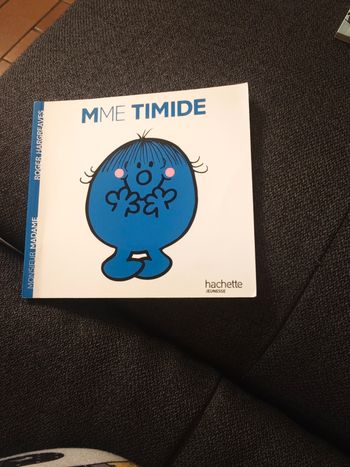 MME TIMIDE
MONSIEUR MADAME
ROGER HARGREAVES
hachette
JEUNESSE